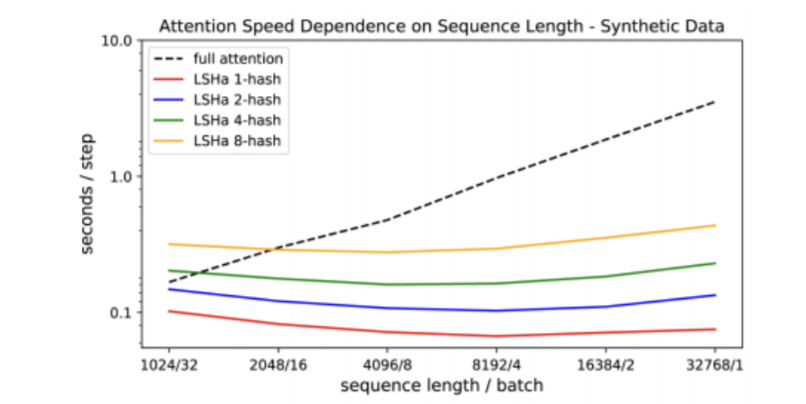 Attention Speed Dependence on Sequence Length - Synthetic Data
10.0
full attention
LSHa 1-hash
LSHa 2-hash
LSHa 4-hash
LSHa 8-hash
seconds / step
1.0
0.1
1024/32 2048/16 4096/8 8192/4 16384/2 32768/1
sequence length / batch